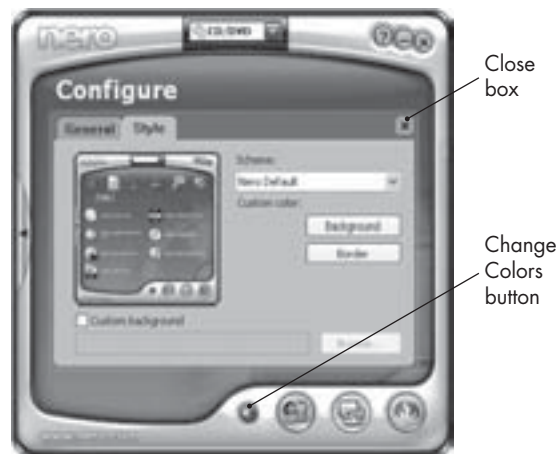 nero
CD/DVD
Close
box
Configure
General Style
Scheme:
Nero Default
Custom color:
Background
Border
Change
Colors
button
Custom background